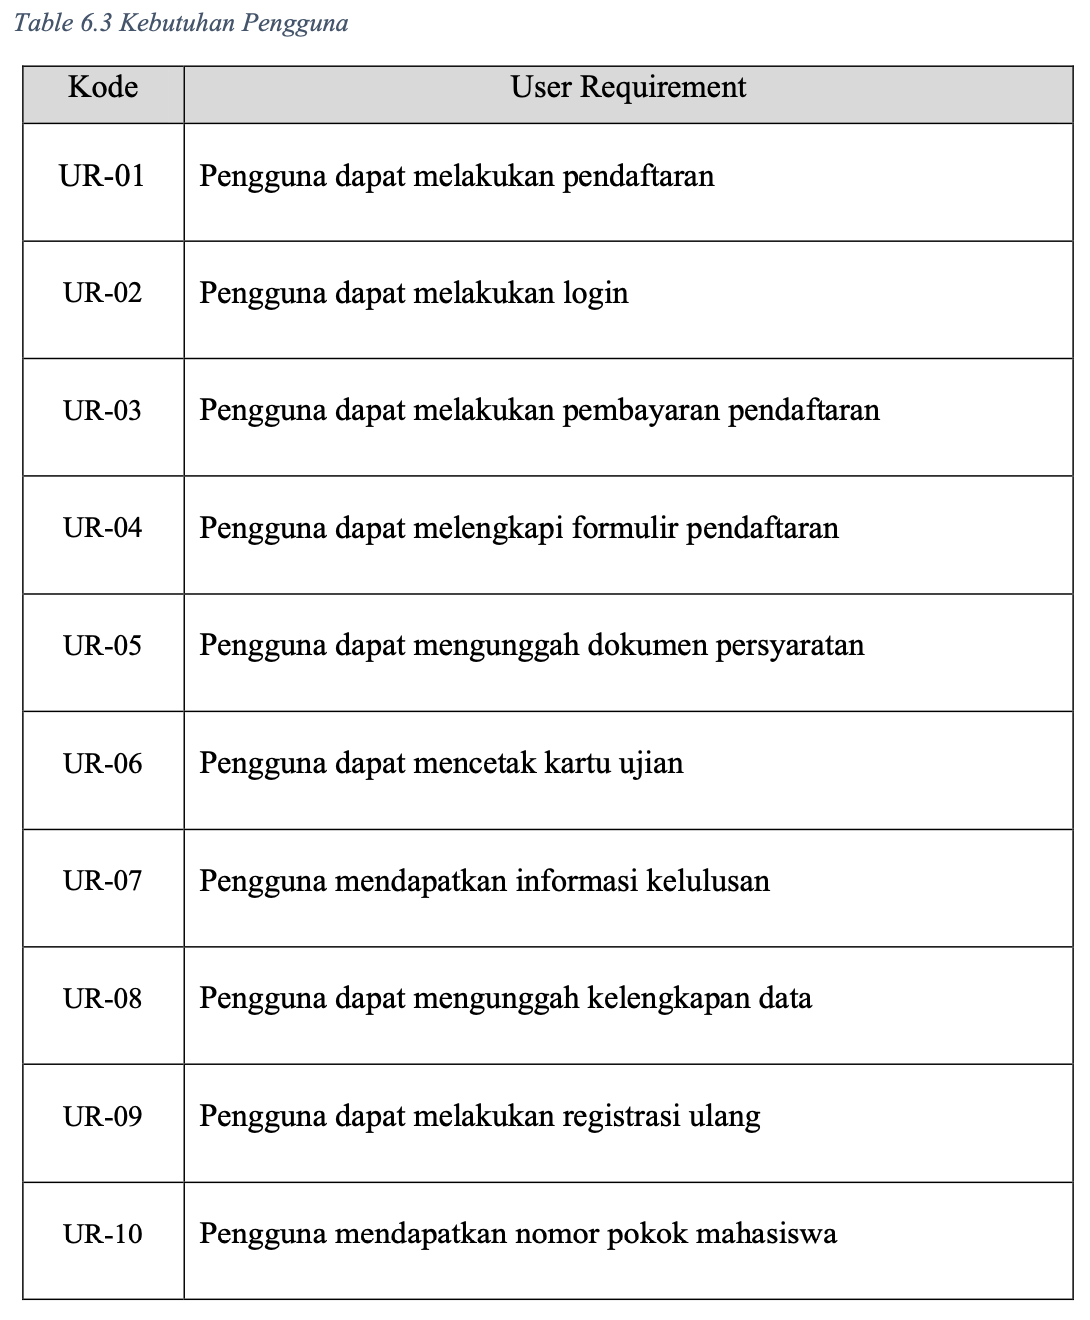 Table 6.3 Kebutuhan Pengguna
Kode User Requirement
UR-01 Pengguna dapat melakukan pendaftaran
UR-02 Pengguna dapat melakukan login
UR-03 Pengguna dapat melakukan pembayaran pendaftaran
UR-04 Pengguna dapat melengkapi formulir pendaftaran
UR-05 Pengguna dapat mengunggah dokumen persyaratan
UR-06 Pengguna dapat mencetak kartu ujian
UR-07 Pengguna mendapatkan informasi kelulusan
UR-08 Pengguna dapat mengunggah kelengkapan data
UR-09 Pengguna dapat melakukan registrasi ulang
UR-10 Pengguna mendapatkan nomor pokok mahasiswa